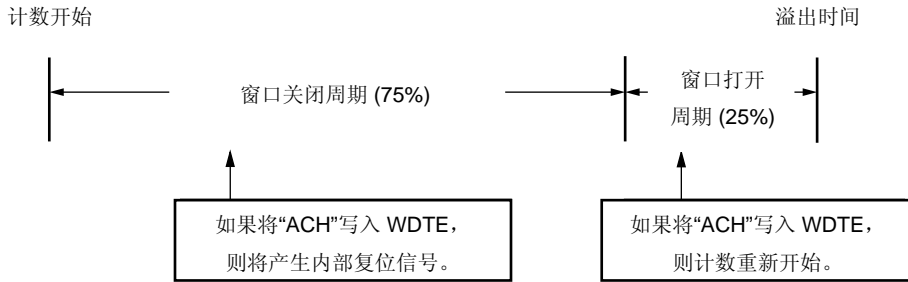 计数开始
溢出时间
窗口关闭周期 (75%)
窗口打开
周期 (25%)
如果将“ACH”写入 WDTE，
则将产生内部复位信号。
如果将“ACH”写入 WDTE，
则计数重新开始。